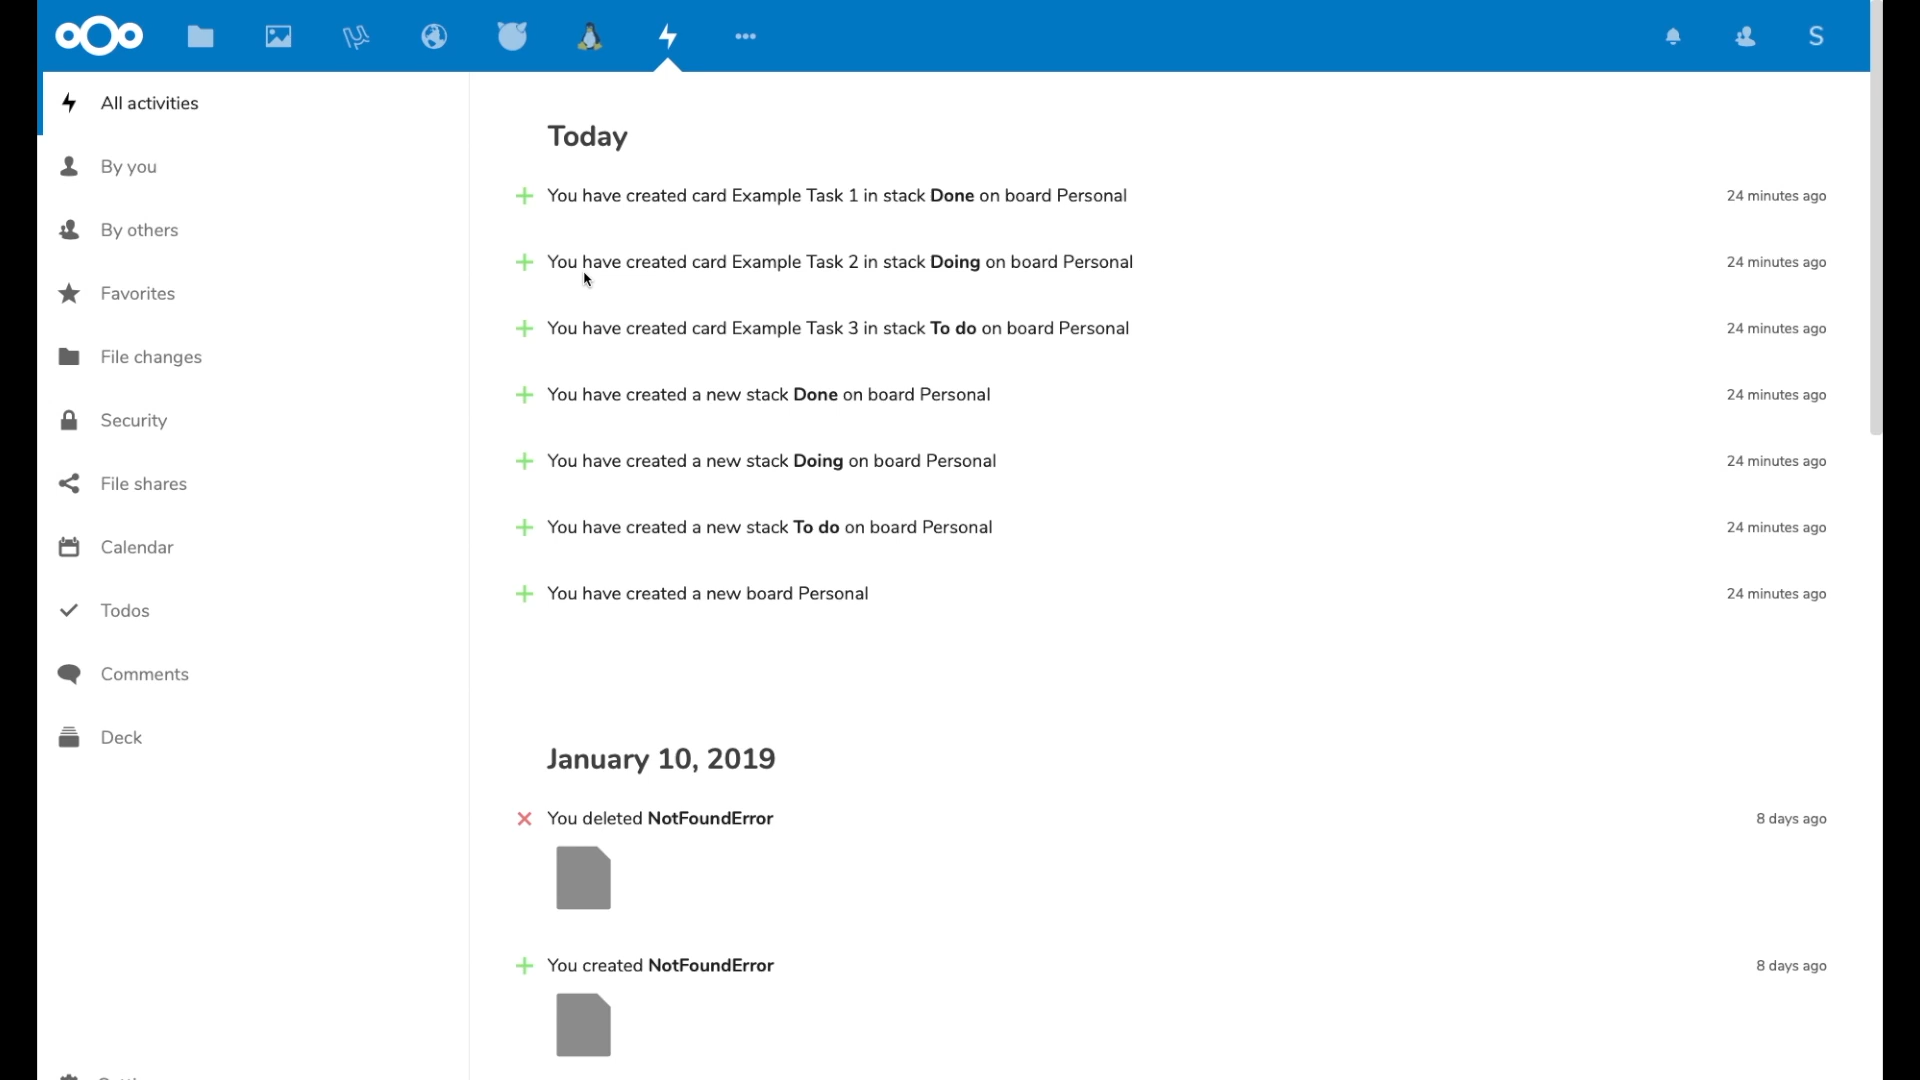 S
All activities
By you
By others
Favorites
File changes
Security
File shares
Calendar
Todos
Comments
Deck
Today
You have created card Example Task 1 in stack Done on board Personal 24 minutes ago
You have created card Example Task 2 in stack Doing on board Personal 24 minutes ago
You have created card Example Task 3 in stack To do on board Personal 24 minutes ago
You have created a new stack Done on board Personal 24 minutes ago
You have created a new stack Doing on board Personal 24 minutes ago
You have created a new stack To do on board Personal 24 minutes ago
You have created a new board Personal 24 minutes ago
January 10, 2019
You deleted NotFoundError 8 days ago
You created NotFoundError 8 days ago